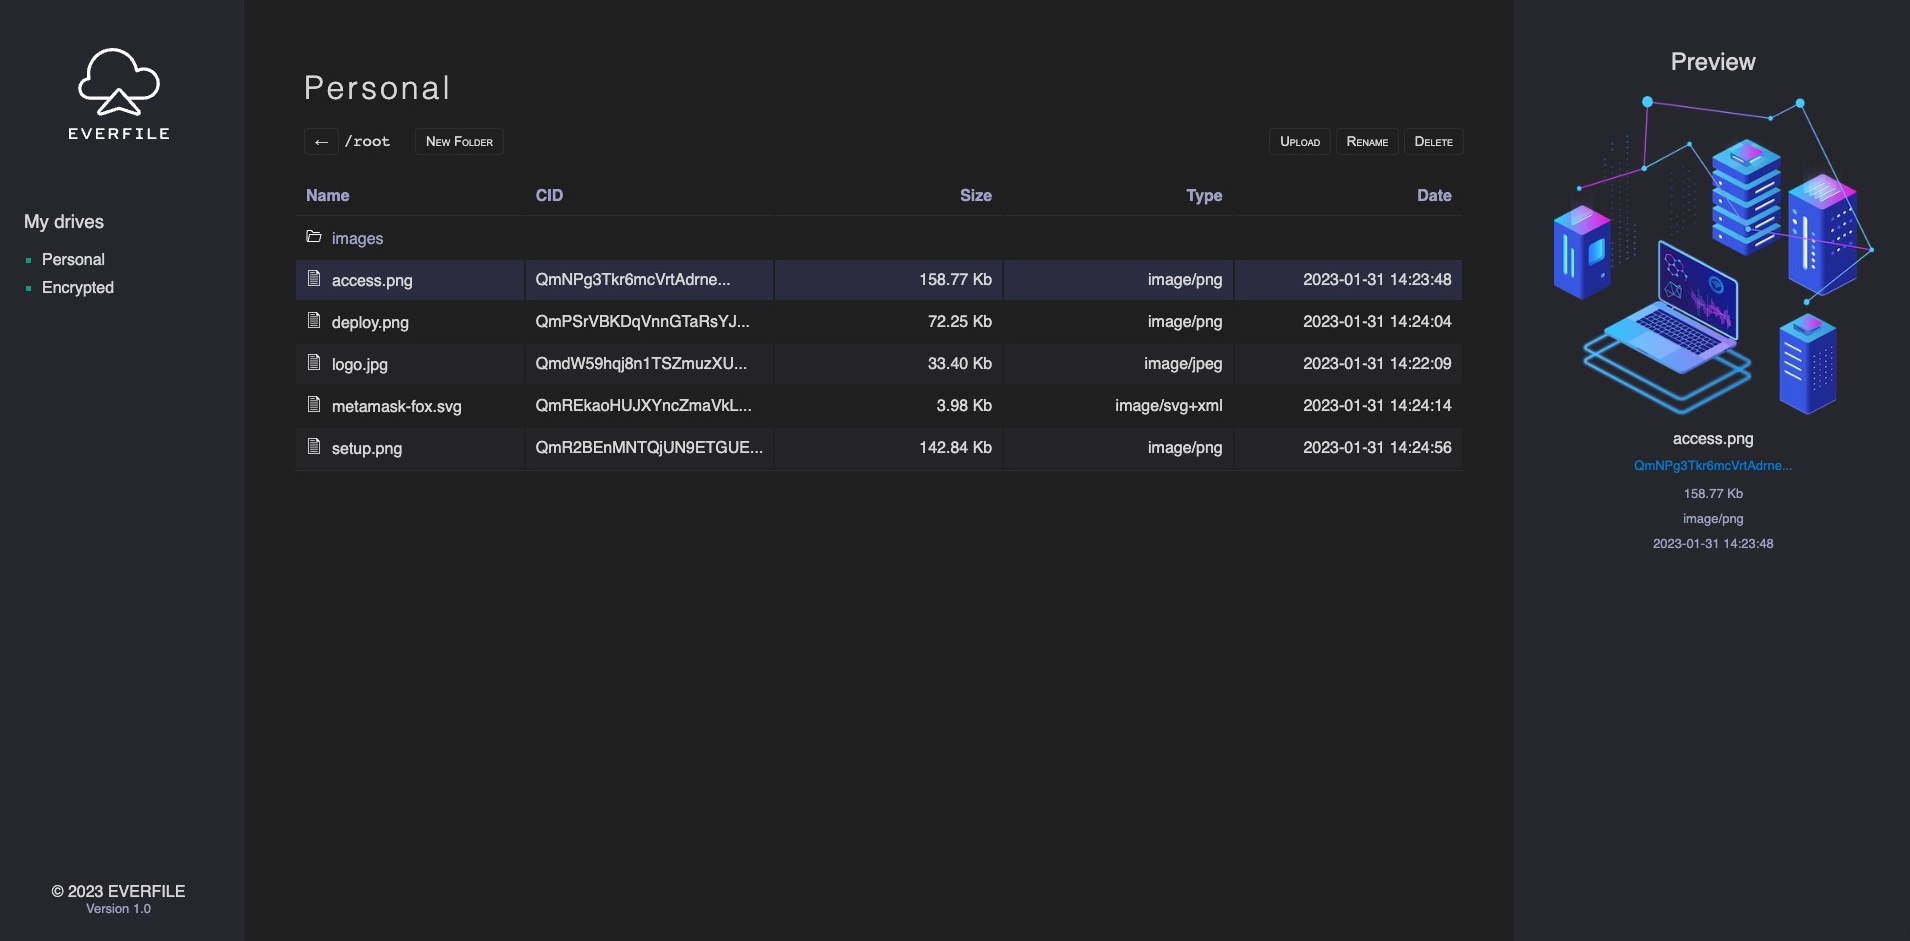 EVERFILE
My drives
Personal
Encrypted
© 2023 EVERFILE
Version 1.0
Personal
← /root New Folder Upload Rename Delete
Name CID Size Type Date
images
access.png QmNPg3Tkr6mcVrtAdrne... 158.77 Kb image/png 2023-01-31 14:23:48
deploy.png QmPSrVBKDqVnnGTaRsYJ... 72.25 Kb image/png 2023-01-31 14:24:04
logo.jpg QmdW59hqj8n1TSZmuzXU... 33.40 Kb image/jpeg 2023-01-31 14:22:09
metamask-fox.svg QmREkaoHUJXYncZmaVkL... 3.98 Kb image/svg+xml 2023-01-31 14:24:14
setup.png QmR2BEnMNTQjUN9ETGUE... 142.84 Kb image/png 2023-01-31 14:24:56
Preview
access.png
QmNPg3Tkr6mcVrtAdrne...
158.77 Kb
image/png
2023-01-31 14:23:48